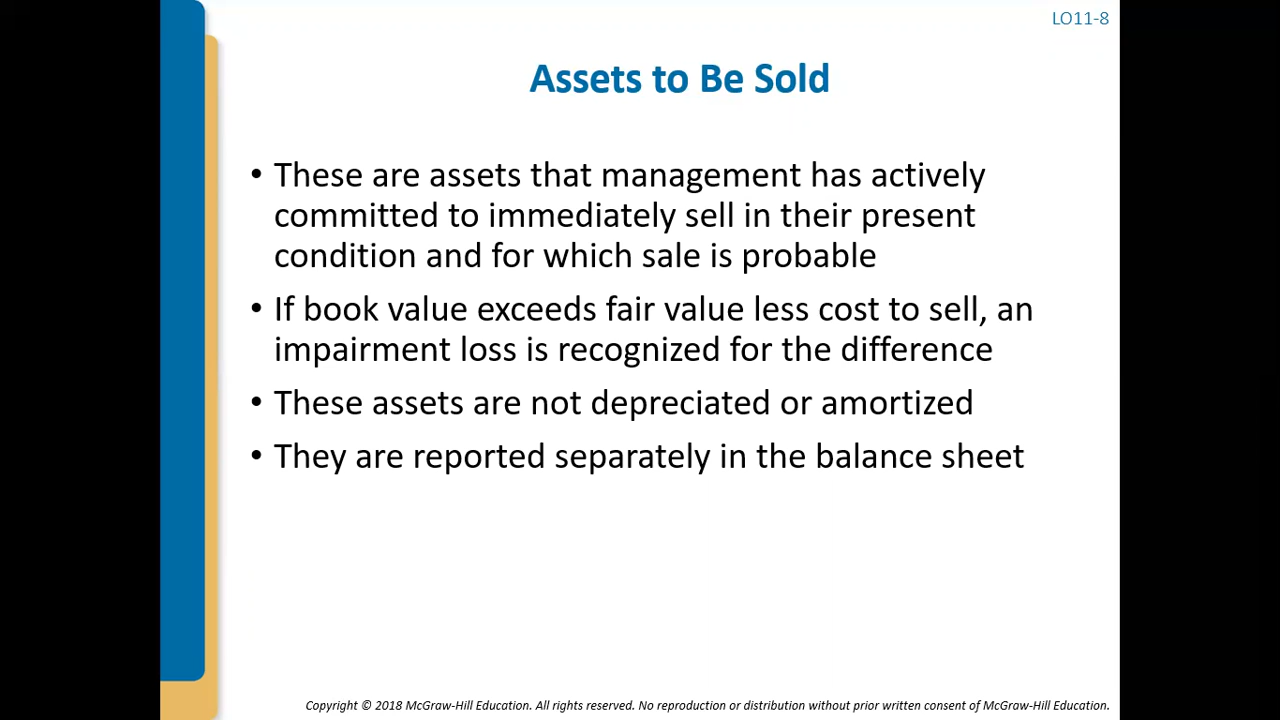 LO11-8
Assets to Be Sold
• These are assets that management has actively
committed to immediately sell in their present
condition and for which sale is probable
• If book value exceeds fair value less cost to sell, an
impairment loss is recognized for the difference
• These assets are not depreciated or amortized
• They are reported separately in the balance sheet
Copyright © 2018 McGraw-Hill Education. All rights reserved. No reproduction or distribution without prior written consent of McGraw-Hill Education.